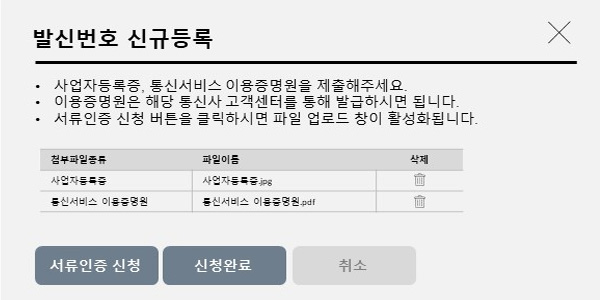 발신번호 신규등록
• 사업자등록증, 통신서비스 이용증명원을 제출해주세요.
• 이용증명원은 해당 통신사 고객센터를 통해 발급하시면 됩니다.
• 서류인증 신청 버튼을 클릭하시면 파일 업로드 창이 활성화됩니다.
첨부파일종류 파일이름 삭제
사업자등록증 사업자등록증.jpg
통신서비스 이용증명원 통신서비스 이용증명원.pdf
서류인증 신청 신청완료 취소